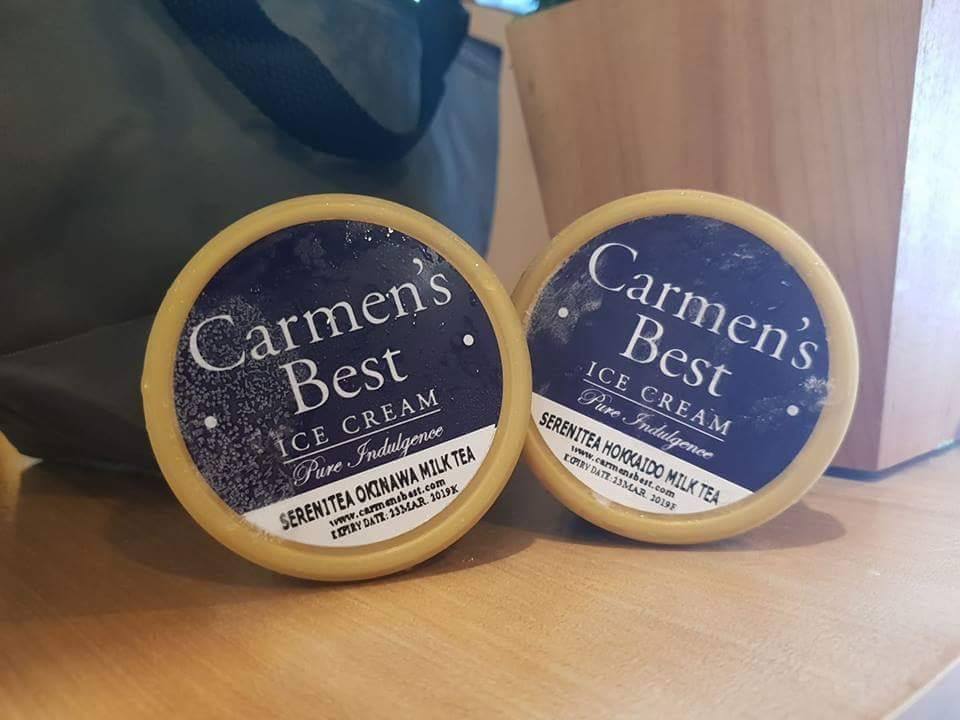 Carmen's
Best
ICE CREAM
Pure Indulgence
SERENITEA OKINAWA MILK TEA
www.carmensbest.com
EXPIRY DATE: 23MAR. 2019K
Carmen's
Best
ICE CREAM
Pure Indulgence
SERENITEA HOKKAIDO MILK TEA
www.carmensbest.com
EXPIRY DATE: 23MAR. 2019F